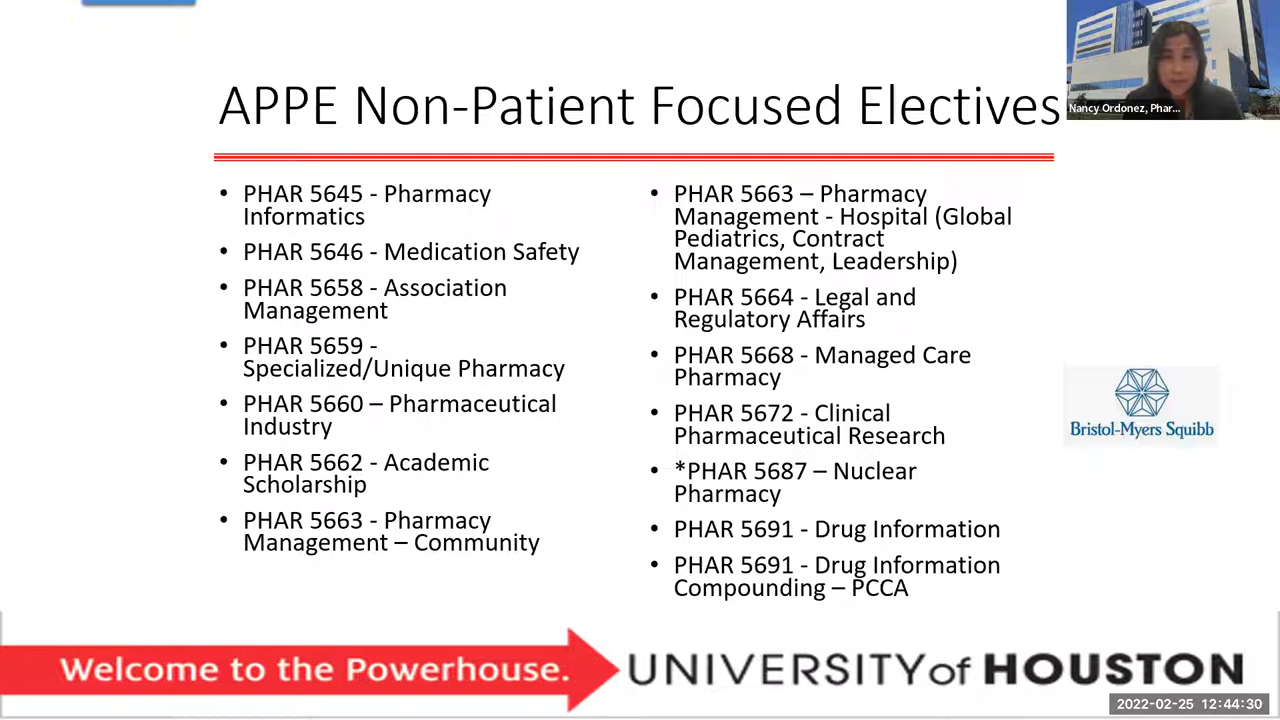 APPE Non-Patient Focused Electives
Nancy Ordonez, Phar...
• PHAR 5645 - Pharmacy
Informatics
• PHAR 5646 - Medication Safety
• PHAR 5658 - Association
Management
• PHAR 5659 -
Specialized/Unique Pharmacy
• PHAR 5660 – Pharmaceutical
Industry
• PHAR 5662 - Academic
Scholarship
• PHAR 5663 - Pharmacy
Management – Community
• PHAR 5663 – Pharmacy
Management - Hospital (Global
Pediatrics, Contract
Management, Leadership)
• PHAR 5664 - Legal and
Regulatory Affairs
• PHAR 5668 - Managed Care
Pharmacy
• PHAR 5672 - Clinical
Pharmaceutical Research
• *PHAR 5687 – Nuclear
Pharmacy
• PHAR 5691 - Drug Information
• PHAR 5691 - Drug Information
Compounding – PCCA
Bristol-Myers Squibb
Welcome to the Powerhouse.
UNIVERSITY of HOUSTON
2022-02-25 12:44:30